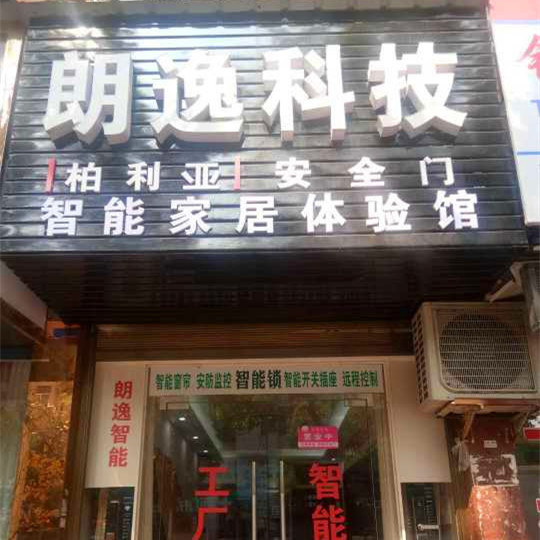 朗逸科技
柏利亚 安全门
智能家居体验馆
智能窗帘 安防监控 智能锁 智能开关插座 远程控制
朗逸智能
营业中
工厂
智能